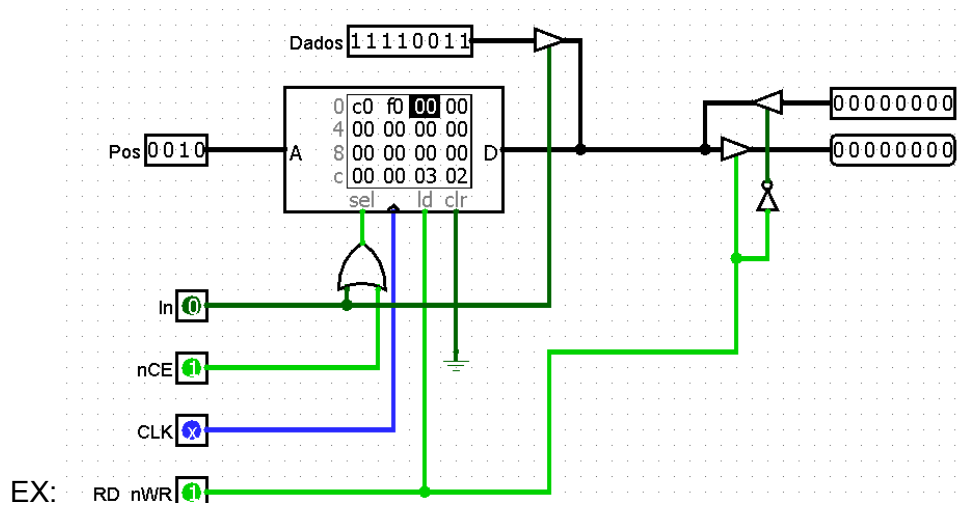 Dados 11110011
0 c0 f0 00 00 00000000
4 00 00 00 00
Pos 0010 A 8 00 00 00 00 D 00000000
c 00 00 03 02
sel ld clr
In 0
nCE 1
CLK x
EX: RD nWR 1